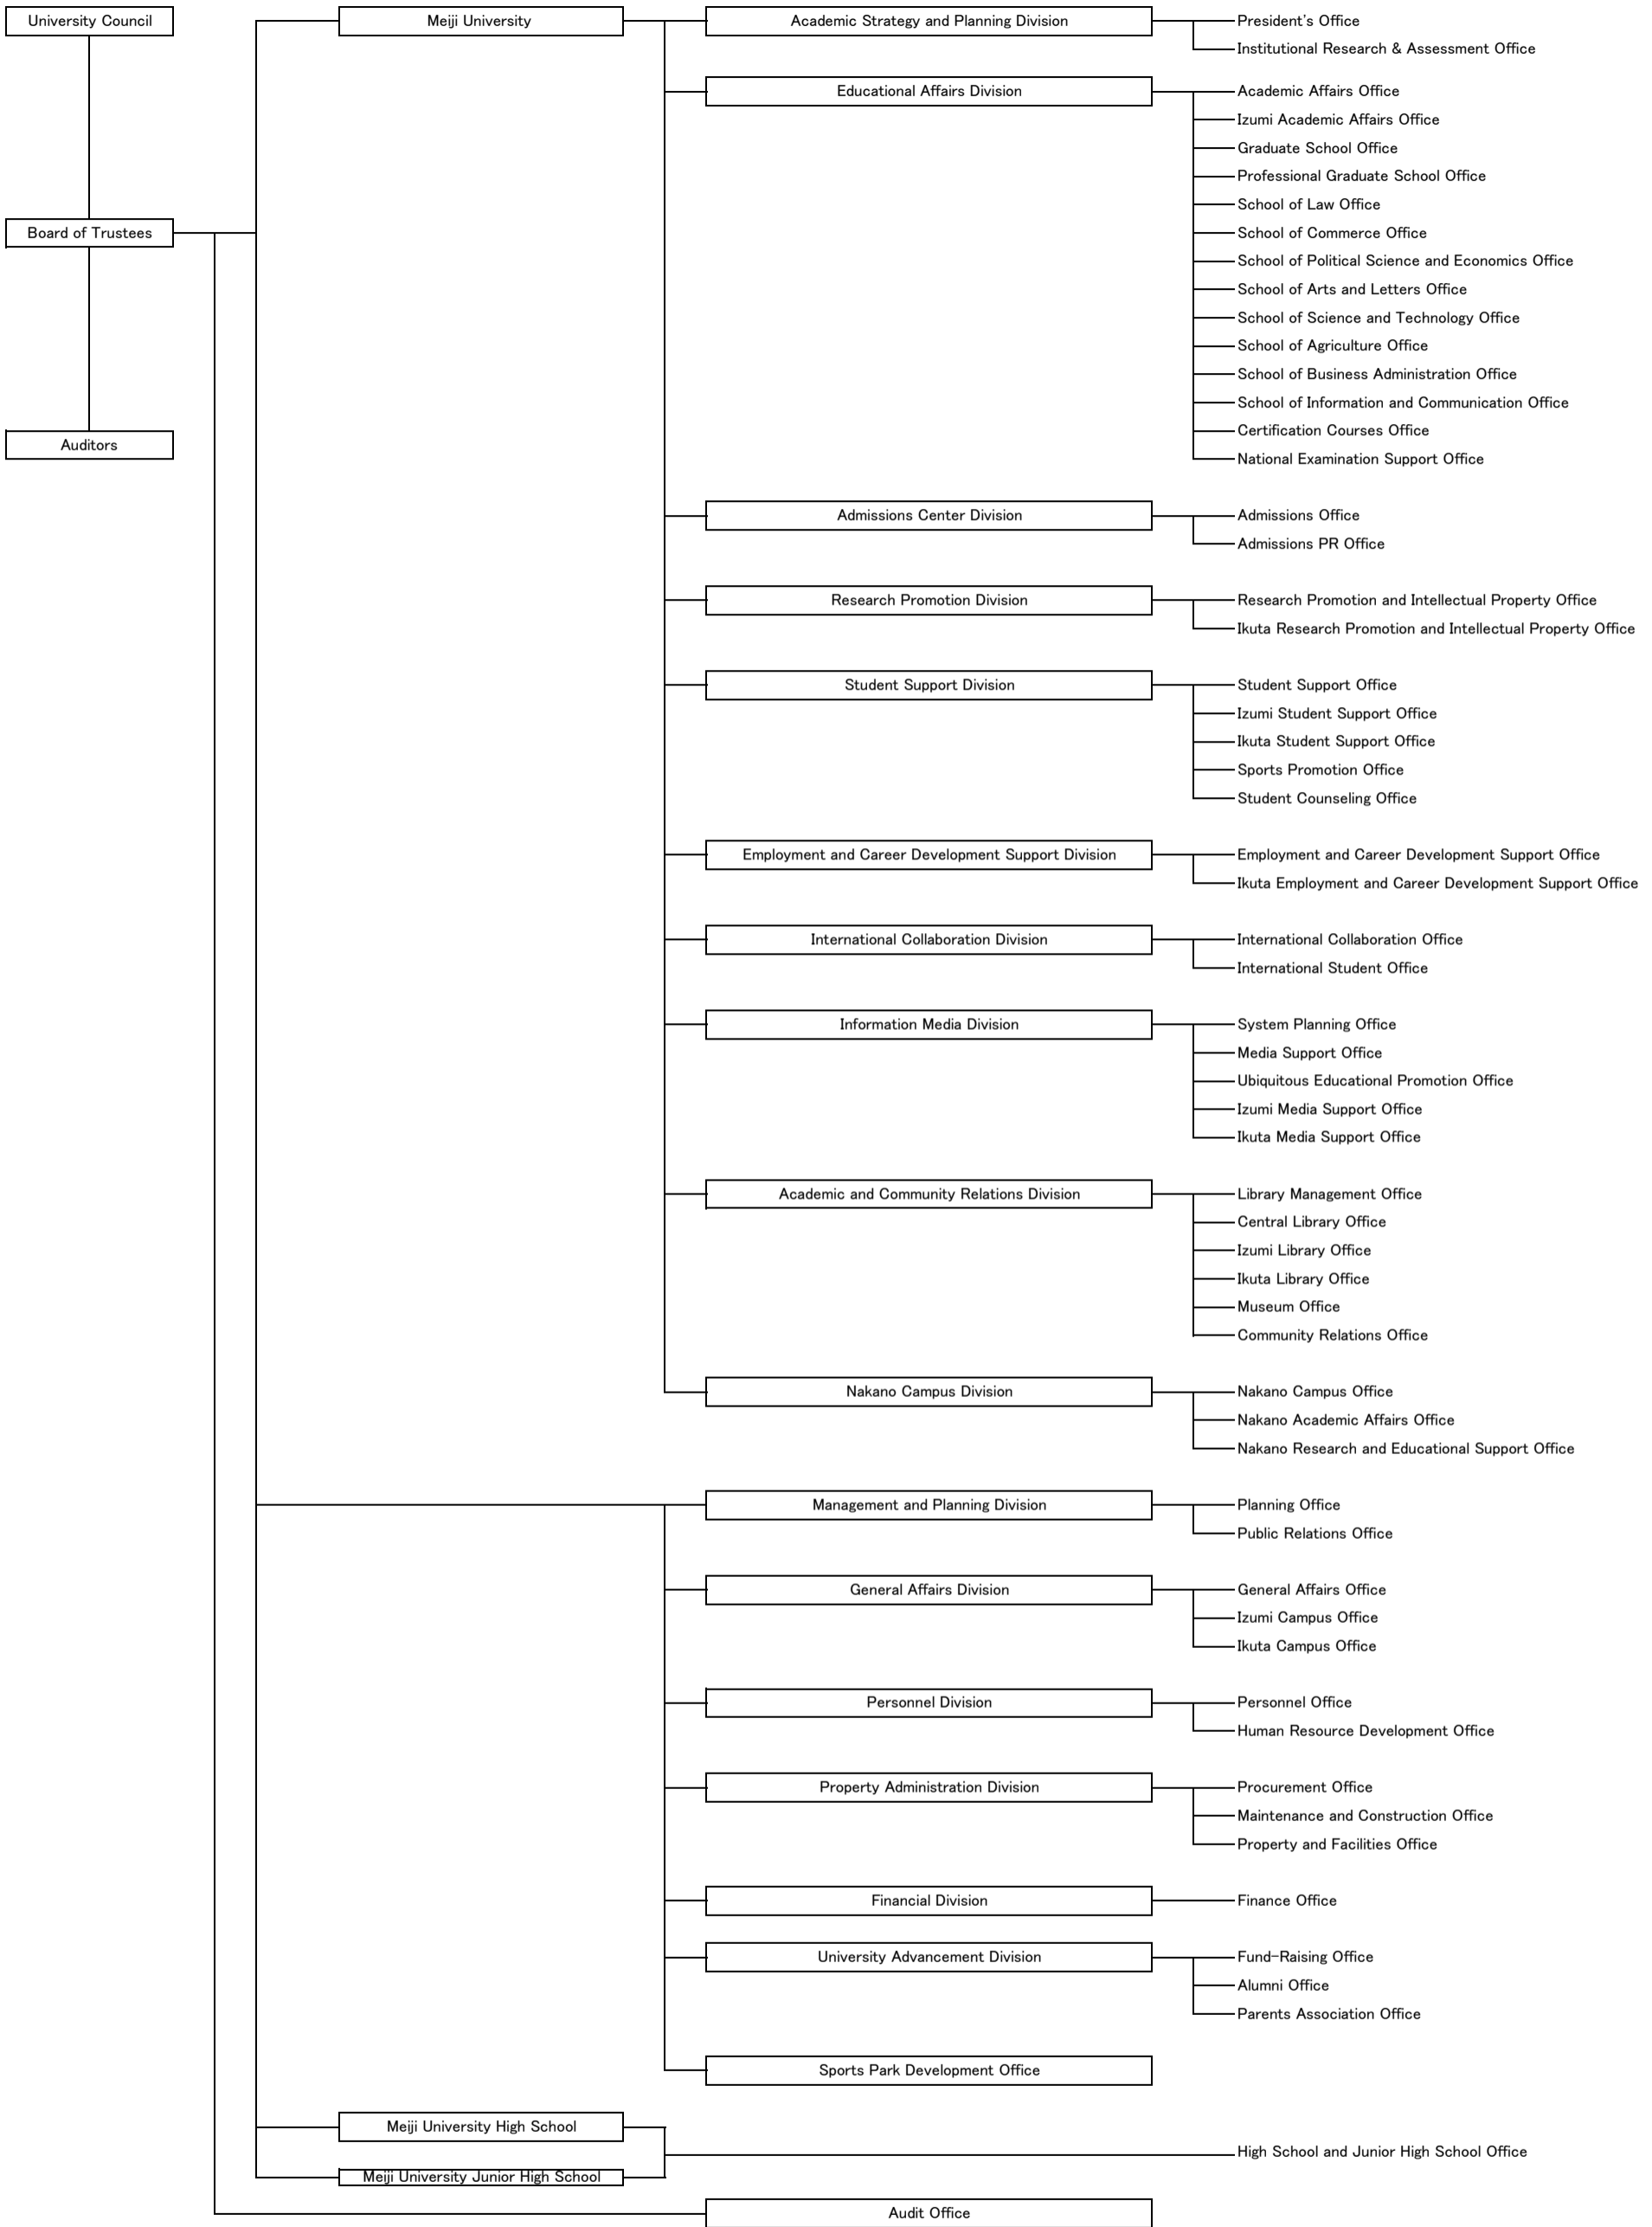 University Council
Meiji University
Academic Strategy and Planning Division
President's Office
Institutional Research & Assessment Office
Educational Affairs Division
Academic Affairs Office
Izumi Academic Affairs Office
Graduate School Office
Professional Graduate School Office
School of Law Office
Board of Trustees
School of Commerce Office
School of Political Science and Economics Office
School of Arts and Letters Office
School of Science and Technology Office
School of Agriculture Office
School of Business Administration Office
School of Information and Communication Office
Certification Courses Office
Auditors
National Examination Support Office
Admissions Center Division
Admissions Office
Admissions PR Office
Research Promotion Division
Research Promotion and Intellectual Property Office
Ikuta Research Promotion and Intellectual Property Office
Student Support Division
Student Support Office
Izumi Student Support Office
Ikuta Student Support Office
Sports Promotion Office
Student Counseling Office
Employment and Career Development Support Division
Employment and Career Development Support Office
Ikuta Employment and Career Development Support Office
International Collaboration Division
International Collaboration Office
International Student Office
Information Media Division
System Planning Office
Media Support Office
Ubiquitous Educational Promotion Office
Izumi Media Support Office
Ikuta Media Support Office
Academic and Community Relations Division
Library Management Office
Central Library Office
Izumi Library Office
Ikuta Library Office
Museum Office
Community Relations Office
Nakano Campus Division
Nakano Campus Office
Nakano Academic Affairs Office
Nakano Research and Educational Support Office
Management and Planning Division
Planning Office
Public Relations Office
General Affairs Division
General Affairs Office
Izumi Campus Office
Ikuta Campus Office
Personnel Division
Personnel Office
Human Resource Development Office
Property Administration Division
Procurement Office
Maintenance and Construction Office
Property and Facilities Office
Financial Division
Finance Office
University Advancement Division
Fund-Raising Office
Alumni Office
Parents Association Office
Sports Park Development Office
Meiji University High School
High School and Junior High School Office
Meiji University Junior High School
Audit Office